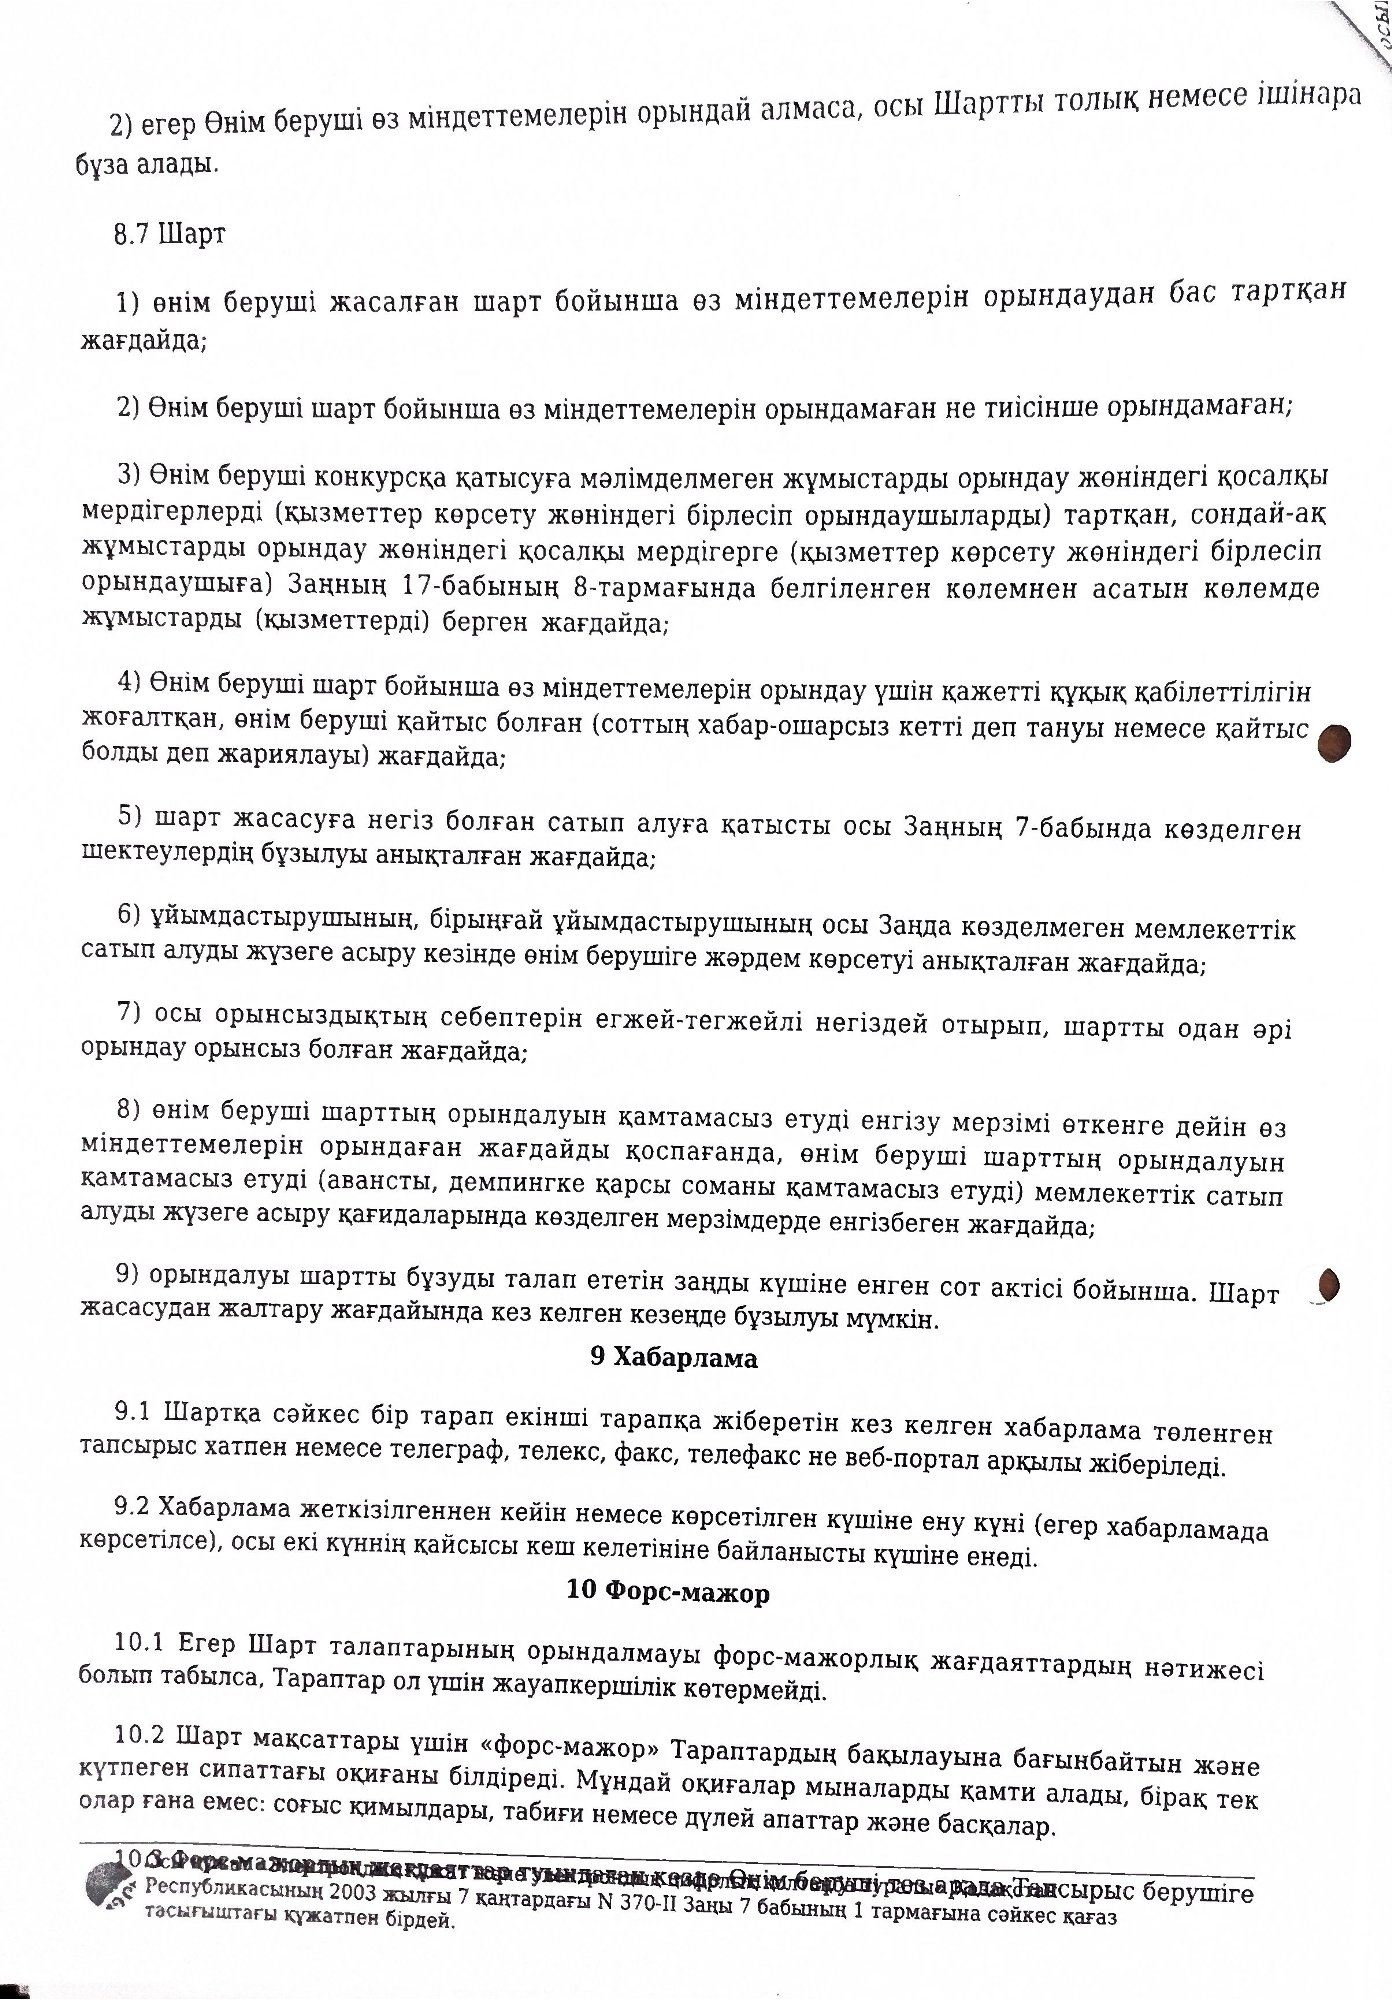 осы
2) егер Өнім беруші өз міндеттемелерін орындай алмаса, осы Шартты толық немесе ішінара
бұза алады.
8.7 Шарт
1) өнім беруші жасалған шарт бойынша өз міндеттемелерін орындаудан бас тартқан
жағдайда;
2) Өнім беруші шарт бойынша өз міндеттемелерін орындамаған не тиісінше орындамаған;
3) Өнім беруші конкурсқа қатысуға мәлімделмеген жұмыстарды орындау жөніндегі қосалқы
мердігерлерді (қызметтер көрсету жөніндегі бірлесіп орындаушыларды) тартқан, сондай-ақ
жұмыстарды орындау жөніндегі қосалқы мердігерге (қызметтер көрсету жөніндегі бірлесіп
орындаушыға) Заңның 17-бабының 8-тармағында белгіленген көлемнен асатын көлемде
жұмыстарды (қызметтерді) берген жағдайда;
4) Өнім беруші шарт бойынша өз міндеттемелерін орындау үшін қажетті құқық қабілеттілігін
жоғалтқан, өнім беруші қайтыс болған (соттың хабар-ошарсыз кетті деп тануы немесе қайтыс
болды деп жариялауы) жағдайда;
5) шарт жасасуға негіз болған сатып алуға қатысты осы Заңның 7-бабында көзделген
шектеулердің бұзылуы анықталған жағдайда;
6) ұйымдастырушының, бірыңғай ұйымдастырушының осы Заңда көзделмеген мемлекеттік
сатып алуды жүзеге асыру кезінде өнім берушіге жәрдем көрсетуі анықталған жағдайда;
7) осы орынсыздықтың себептерін егжей-тегжейлі негіздей отырып, шартты одан әрі
орындау орынсыз болған жағдайда;
8) өнім беруші шарттың орындалуын қамтамасыз етуді енгізу мерзімі өткенге дейін өз
міндеттемелерін орындаған жағдайды қоспағанда, өнім беруші шарттың орындалуын
қамтамасыз етуді (авансты, демпингке қарсы соманы қамтамасыз етуді) мемлекеттік сатып
алуды жүзеге асыру қағидаларында көзделген мерзімдерде енгізбеген жағдайда;
9) орындалуы шартты бұзуды талап ететін заңды күшіне енген сот актісі бойынша. Шарт
жасасудан жалтару жағдайында кез келген кезеңде бұзылуы мүмкін.
9 Хабарлама
9.1 Шартқа сәйкес бір тарап екінші тарапқа жіберетін кез келген хабарлама төленген
тапсырыс хатпен немесе телеграф, телекс, факс, телефакс не веб-портал арқылы жіберіледі.
9.2 Хабарлама жеткізілгеннен кейін немесе көрсетілген күшіне ену күні (егер хабарламада
көрсетілсе), осы екі күннің қайсысы кеш келетініне байланысты күшіне енеді.
10 Форс-мажор
10.1 Егер Шарт талаптарының орындалмауы форс-мажорлық жағдаяттардың нәтижесі
болып табылса, Тараптар ол үшін жауапкершілік көтермейді.
10.2 Шарт мақсаттары үшін «форс-мажор» Тараптардың бақылауына бағынбайтын және
күтпеген сипаттағы оқиғаны білдіреді. Мұндай оқиғалар мыналарды қамти алады, бірақ тек
олар ғана емес: соғыс қимылдары, табиғи немесе дүлей апаттар және басқалар.
10.3 Форс-мажорлық жағдаяттар туындаған кезде Өнім беруші тез арада Тапсырыс берушіге
Республикасының 2003 жылғы 7 қаңтардағы N 370-II Заңы 7 бабының 1 тармағына сәйкес қағаз
тасығыштағы құжатпен бірдей.